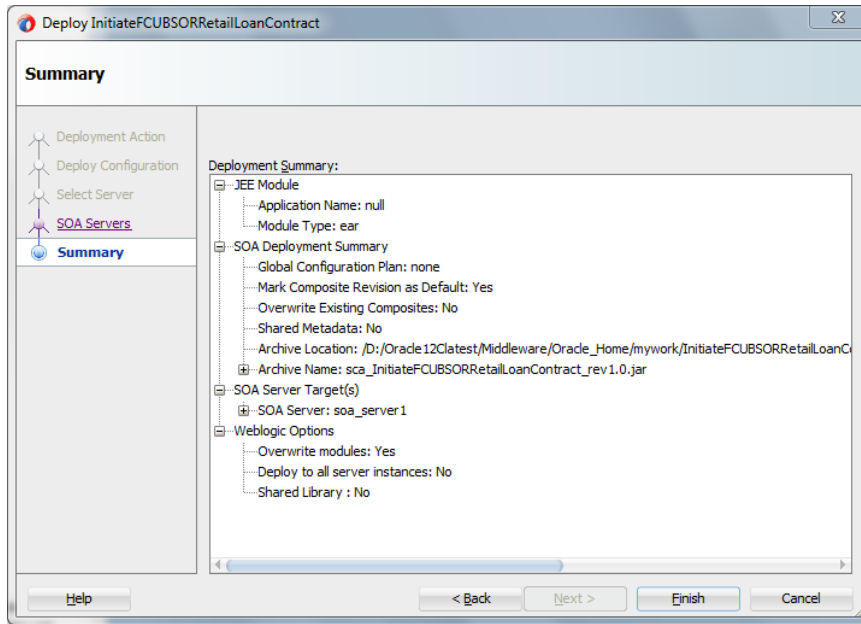 Deploy InitiateFCUBSORRetailLoanContract
Summary
Deployment Action
Deploy Configuration
Select Server
SOA Servers
Summary
Deployment Summary:
JEE Module
Application Name: null
Module Type: ear
SOA Deployment Summary
Global Configuration Plan: none
Mark Composite Revision as Default: Yes
Overwrite Existing Composites: No
Shared Metadata: No
Archive Location: /D:/Oracle12Clatest/Middleware/Oracle_Home/mywork/InitiateFCUBSORRetailLoanCo
Archive Name: sca_InitiateFCUBSORRetailLoanContract_rev1.0.jar
SOA Server Target(s)
SOA Server: soa_server1
Weblogic Options
Overwrite modules: Yes
Deploy to all server instances: No
Shared Library : No
Help
< Back
Next >
Finish
Cancel